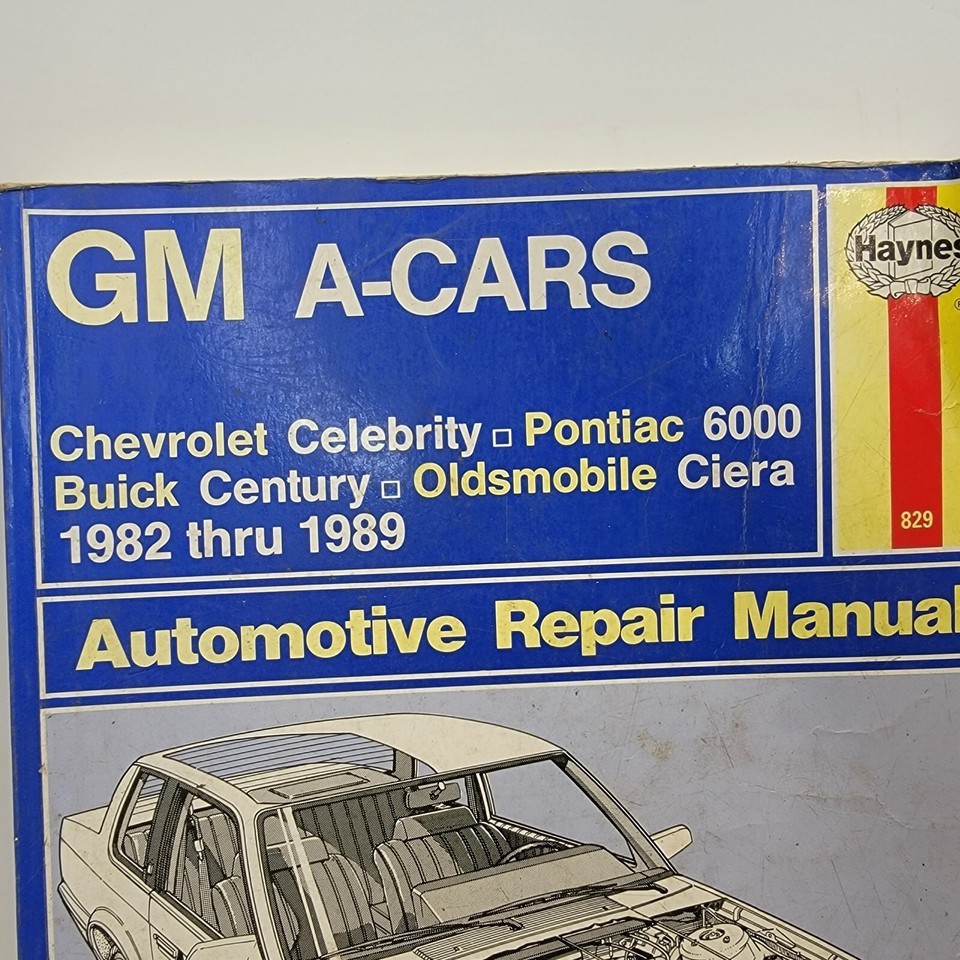 GM A-CARS
Haynes
Chevrolet Celebrity □ Pontiac 6000
Buick Century □ Oldsmobile Ciera
1982 thru 1989
829
Automotive Repair Manual